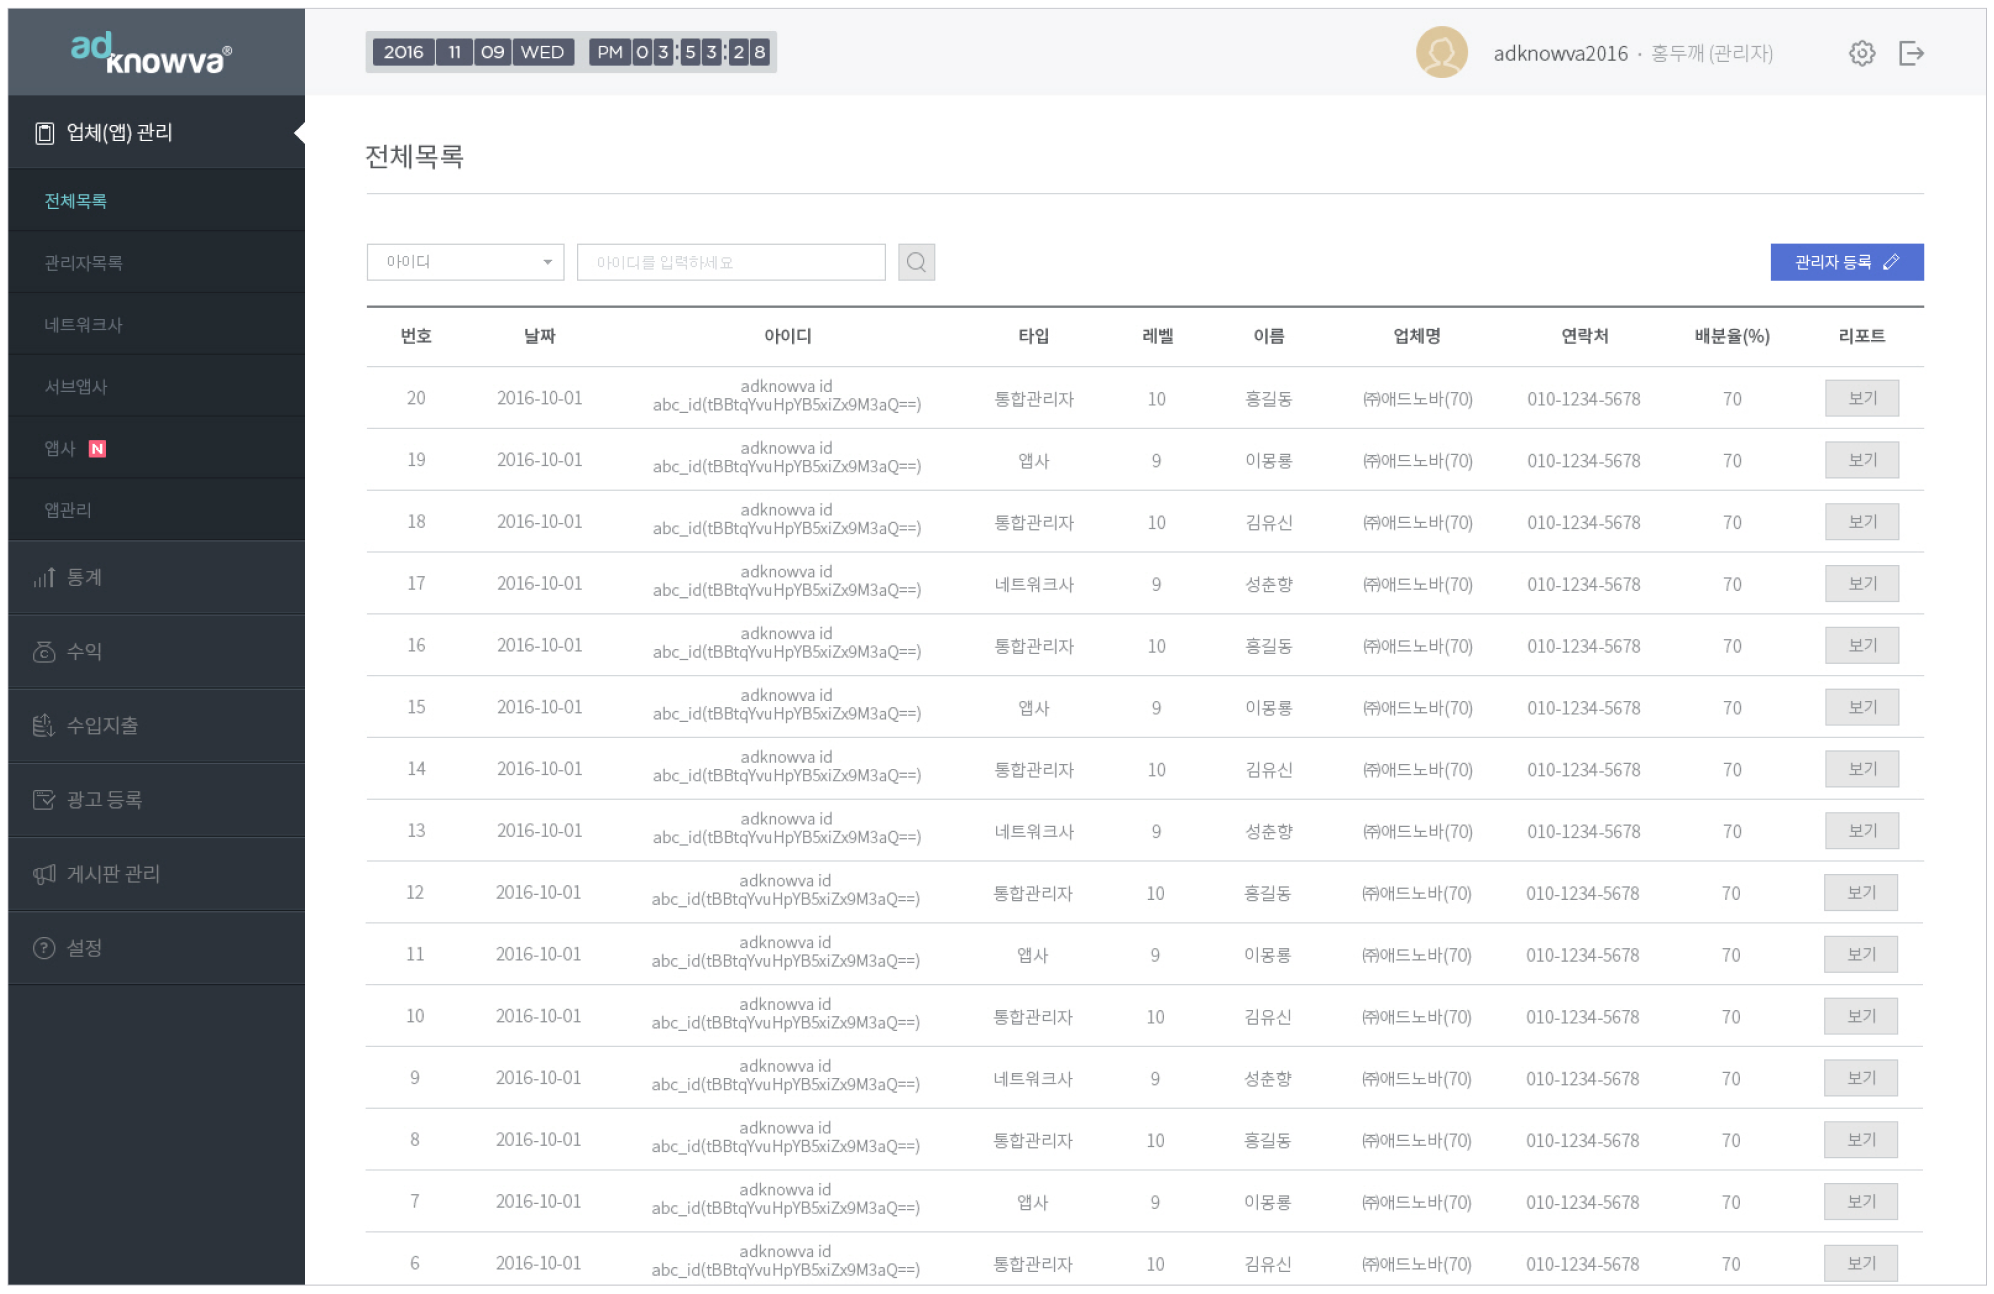 adknowva®
2016 11 09 WED PM 03:53:28
adknowva2016 · 홍두깨 (관리자)
업체(앱) 관리
전체목록
관리자목록
네트워크사
서브앱사
앱사 N
앱관리
통계
수익
수입지출
광고 등록
게시판 관리
설정
전체목록
아이디
아이디를 입력하세요
관리자 등록
번호 날짜 아이디 타입 레벨 이름 업체명 연락처 배분율(%) 리포트
adknowva id
20 2016-10-01 abc_id(tBBtqYvuHpYB5xiZx9M3aQ==) 통합관리자 10 홍길동 ㈜애드노바(70) 010-1234-5678 70 보기
adknowva id
19 2016-10-01 abc_id(tBBtqYvuHpYB5xiZx9M3aQ==) 앱사 9 이몽룡 ㈜애드노바(70) 010-1234-5678 70 보기
adknowva id
18 2016-10-01 abc_id(tBBtqYvuHpYB5xiZx9M3aQ==) 통합관리자 10 김유신 ㈜애드노바(70) 010-1234-5678 70 보기
adknowva id
17 2016-10-01 abc_id(tBBtqYvuHpYB5xiZx9M3aQ==) 네트워크사 9 성춘향 ㈜애드노바(70) 010-1234-5678 70 보기
adknowva id
16 2016-10-01 abc_id(tBBtqYvuHpYB5xiZx9M3aQ==) 통합관리자 10 홍길동 ㈜애드노바(70) 010-1234-5678 70 보기
adknowva id
15 2016-10-01 abc_id(tBBtqYvuHpYB5xiZx9M3aQ==) 앱사 9 이몽룡 ㈜애드노바(70) 010-1234-5678 70 보기
adknowva id
14 2016-10-01 abc_id(tBBtqYvuHpYB5xiZx9M3aQ==) 통합관리자 10 김유신 ㈜애드노바(70) 010-1234-5678 70 보기
adknowva id
13 2016-10-01 abc_id(tBBtqYvuHpYB5xiZx9M3aQ==) 네트워크사 9 성춘향 ㈜애드노바(70) 010-1234-5678 70 보기
adknowva id
12 2016-10-01 abc_id(tBBtqYvuHpYB5xiZx9M3aQ==) 통합관리자 10 홍길동 ㈜애드노바(70) 010-1234-5678 70 보기
adknowva id
11 2016-10-01 abc_id(tBBtqYvuHpYB5xiZx9M3aQ==) 앱사 9 이몽룡 ㈜애드노바(70) 010-1234-5678 70 보기
adknowva id
10 2016-10-01 abc_id(tBBtqYvuHpYB5xiZx9M3aQ==) 통합관리자 10 김유신 ㈜애드노바(70) 010-1234-5678 70 보기
adknowva id
9 2016-10-01 abc_id(tBBtqYvuHpYB5xiZx9M3aQ==) 네트워크사 9 성춘향 ㈜애드노바(70) 010-1234-5678 70 보기
adknowva id
8 2016-10-01 abc_id(tBBtqYvuHpYB5xiZx9M3aQ==) 통합관리자 10 홍길동 ㈜애드노바(70) 010-1234-5678 70 보기
adknowva id
7 2016-10-01 abc_id(tBBtqYvuHpYB5xiZx9M3aQ==) 앱사 9 이몽룡 ㈜애드노바(70) 010-1234-5678 70 보기
adknowva id
6 2016-10-01 abc_id(tBBtqYvuHpYB5xiZx9M3aQ==) 통합관리자 10 김유신 ㈜애드노바(70) 010-1234-5678 70 보기